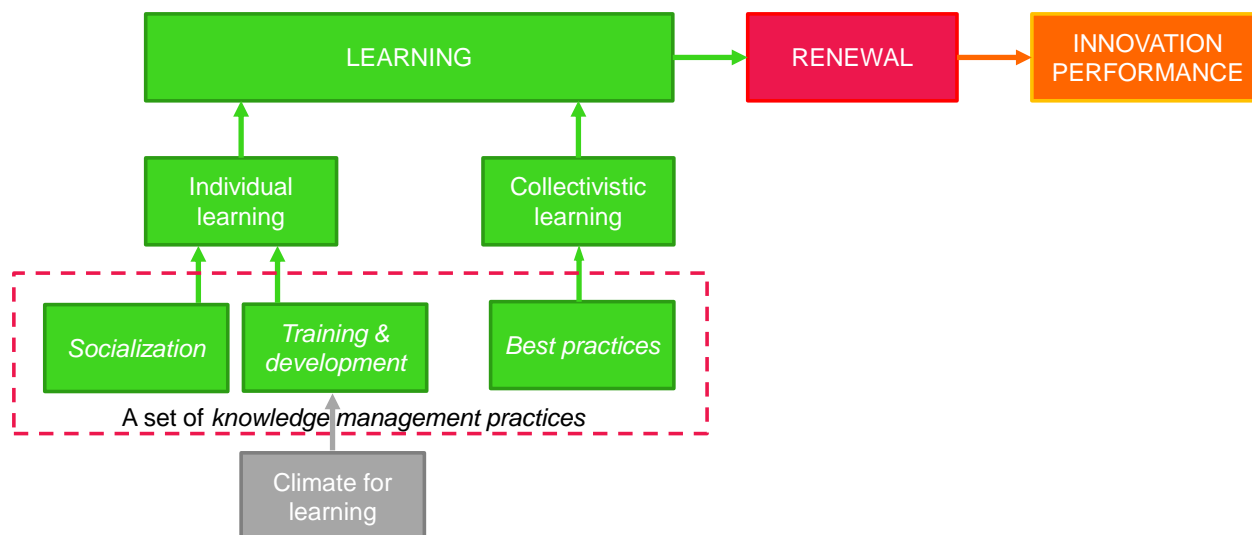 LEARNING
RENEWAL
INNOVATION
PERFORMANCE
Individual
learning
Collectivistic
learning
Socialization
Training &
development
Best practices
A set of knowledge management practices
Climate for
learning